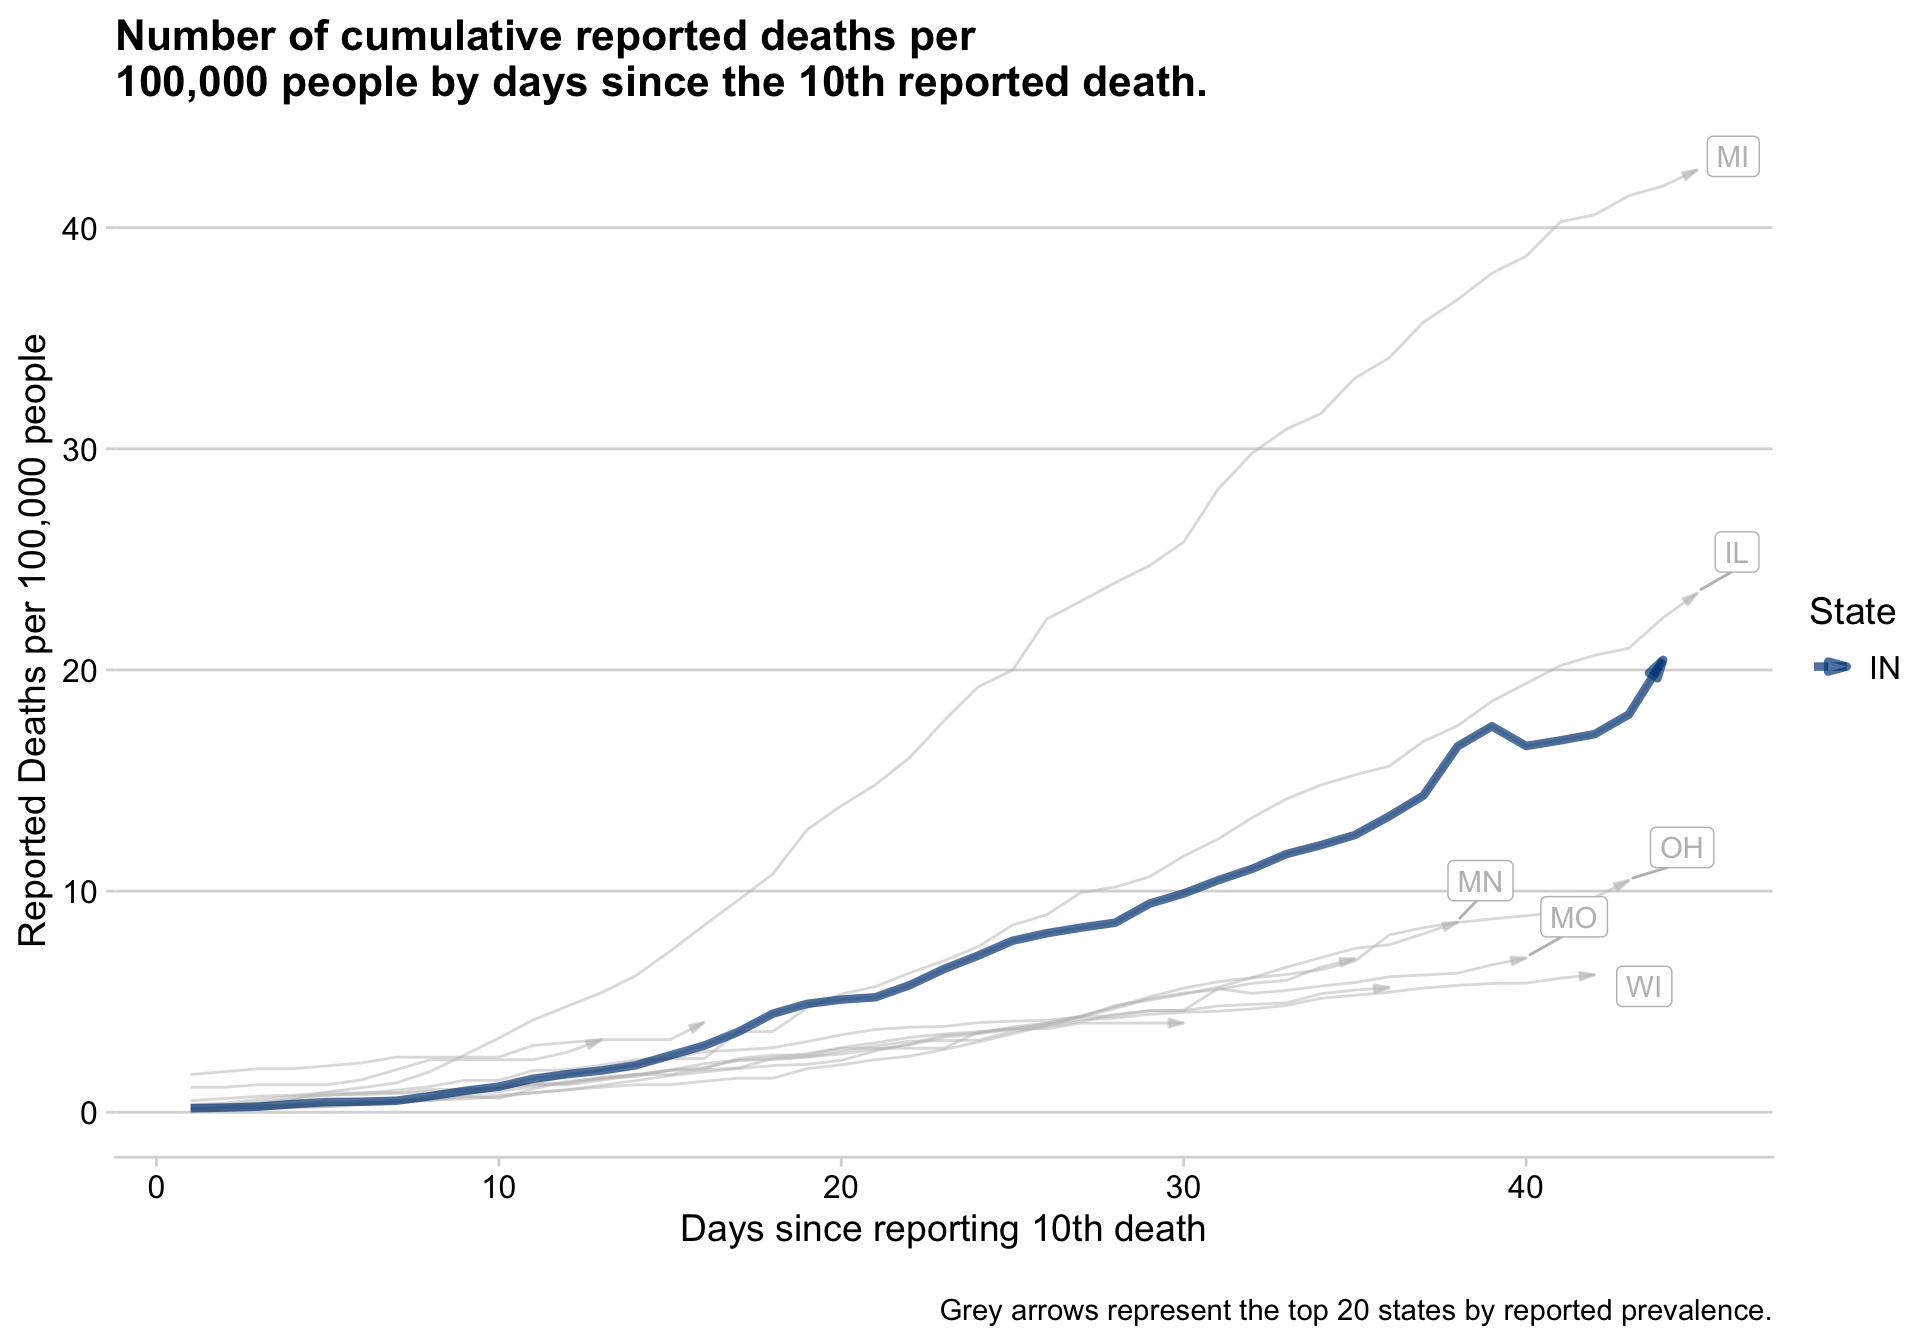 Number of cumulative reported deaths per
100,000 people by days since the 10th reported death.
Reported Deaths per 100,000 people
40
30
20
10
0
MI
IL
OH
MN
MO
WI
State
IN
0 10 20 30 40
Days since reporting 10th death
Grey arrows represent the top 20 states by reported prevalence.